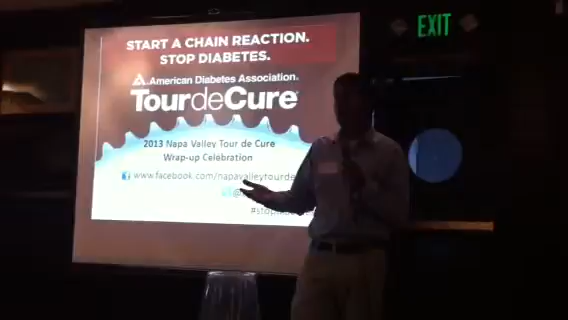 START A CHAIN REACTION.
STOP DIABETES.
American Diabetes Association®
TourdeCure®
2013 Napa Valley Tour de Cure
Wrap-up Celebration
www.facebook.com/napavalleytourde
EXIT